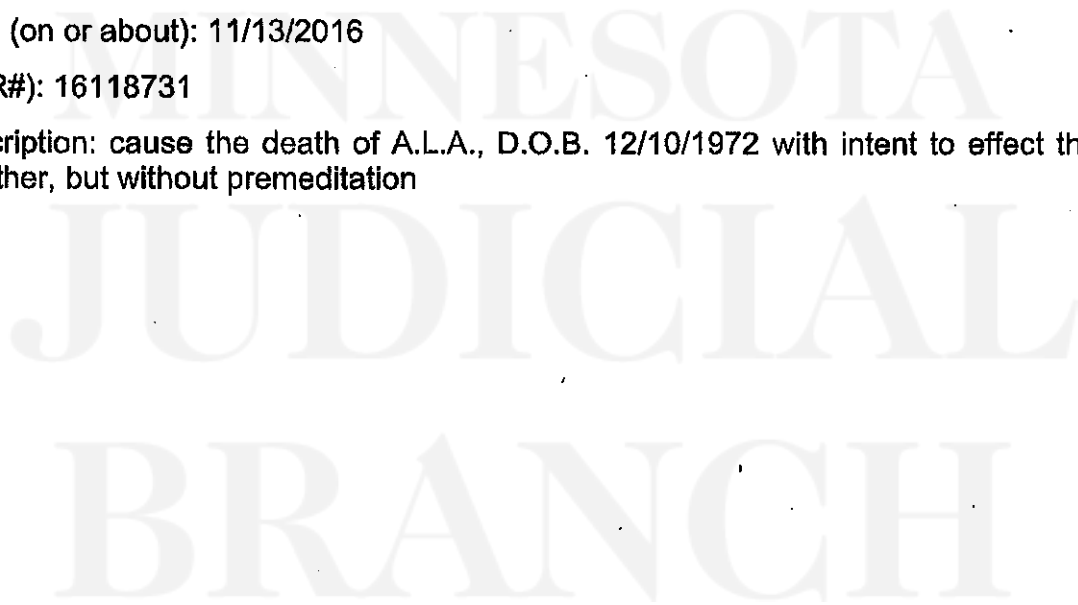 MINNESOTA
(on or about): 11/13/2016
R#): 16118731
cription: cause the death of A.L.A., D.O.B. 12/10/1972 with intent to effect th
ther, but without premeditation
JUDICIAL
BRANCH